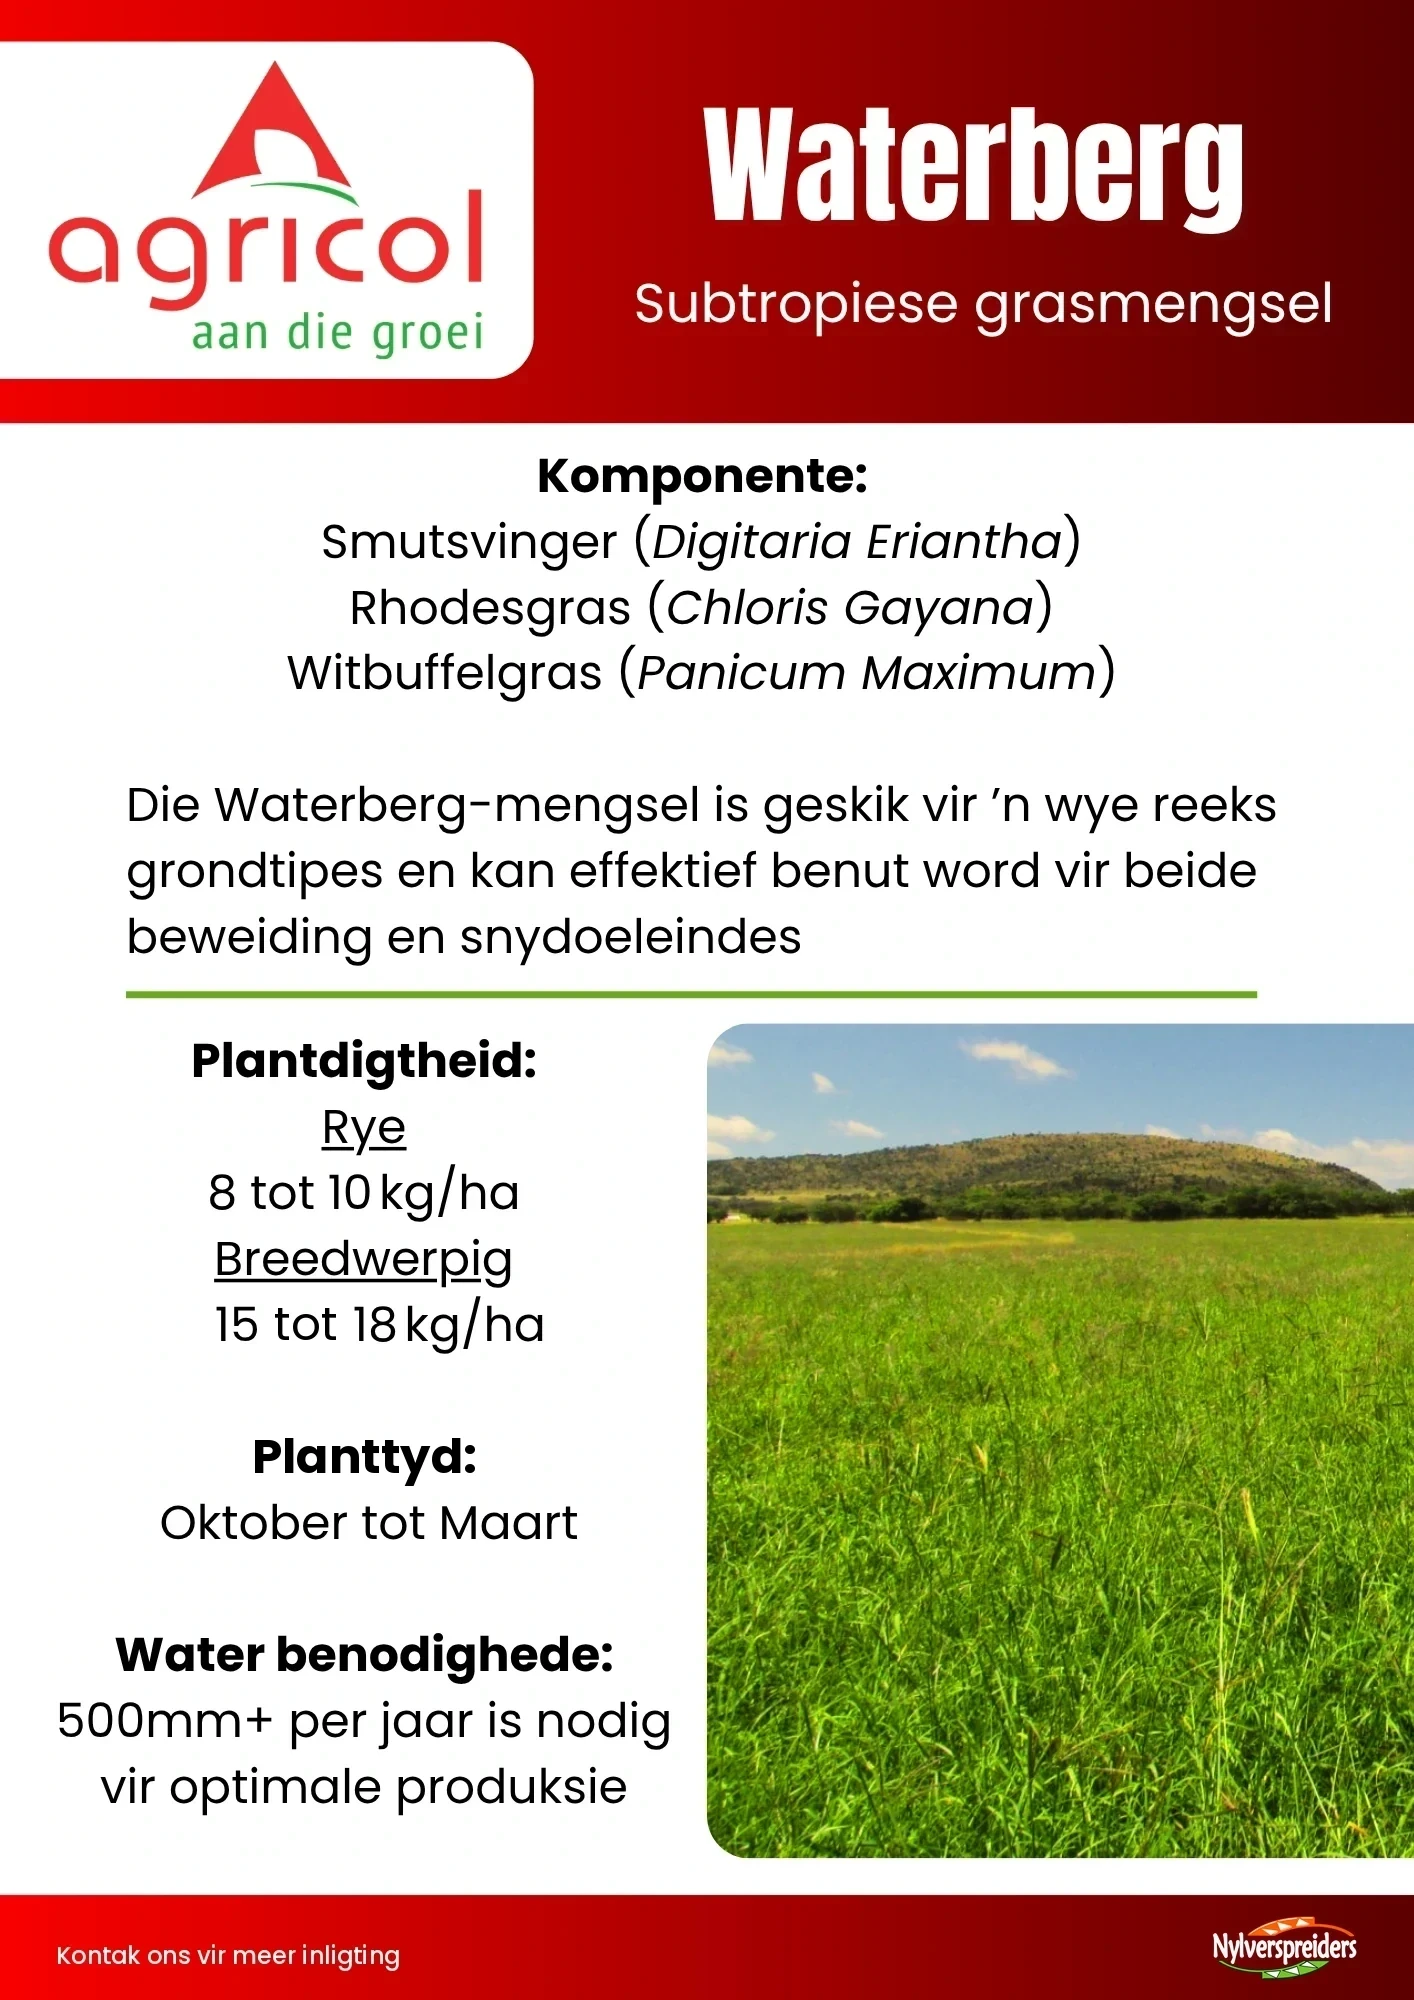 agricol
aan die groei
Waterberg
Subtropiese grasmengsel
Komponente:
Smutsvinger (Digitaria Eriantha)
Rhodesgras (Chloris Gayana)
Witbuffelgras (Panicum Maximum)
Die Waterberg-mengsel is geskik vir ’n wye reeks
grondtipes en kan effektief benut word vir beide
beweiding en snydoeleindes
Plantdigtheid:
Rye
8 tot 10 kg/ha
Breedwerpig
15 tot 18 kg/ha
Planttyd:
Oktober tot Maart
Water benodighede:
500mm+ per jaar is nodig
vir optimale produksie
Kontak ons vir meer inligting
Nylverspreiders